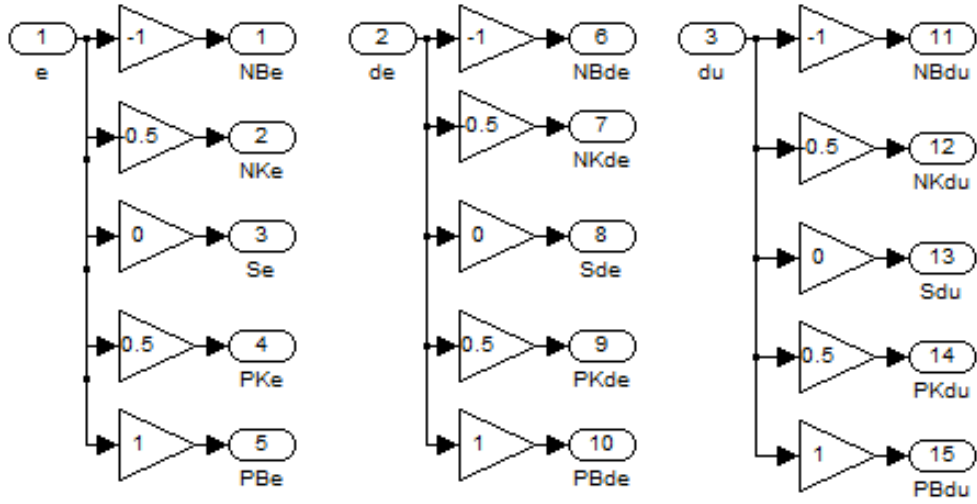 1 -1 1
e NBe
0.5 2
NKe
0 3
Se
0.5 4
PKe
1 5
PBe
2 -1 6
de NBde
0.5 7
NKde
0 8
Sde
0.5 9
PKde
1 10
PBde
3 -1 11
du NBdu
0.5 12
NKdu
0 13
Sdu
0.5 14
PKdu
1 15
PBdu